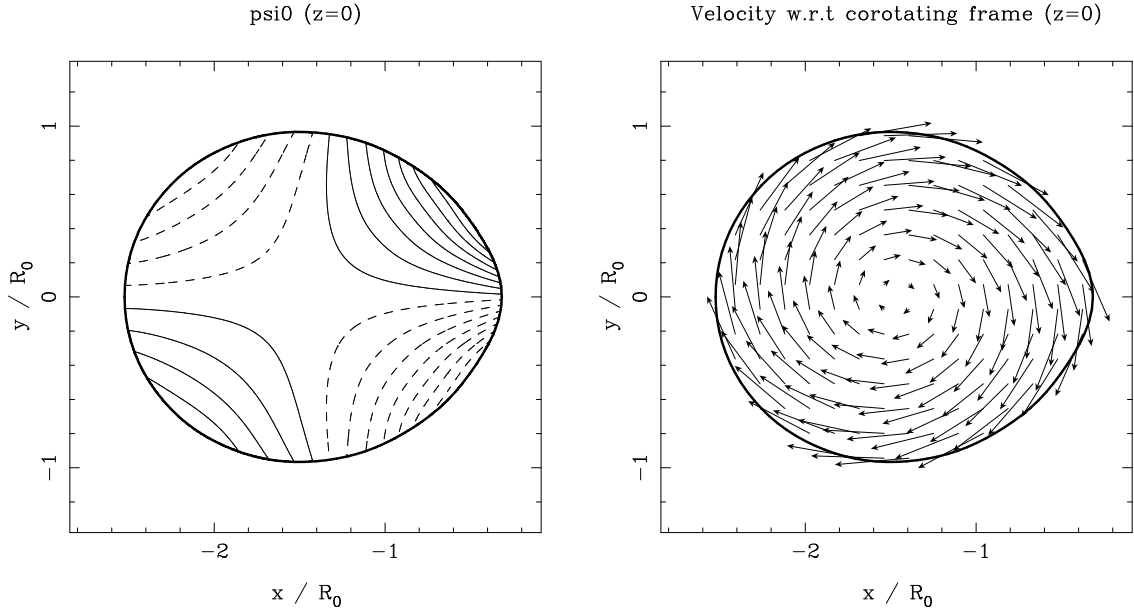 psi0 (z=0)
1
0
−1
y / R0
−2
−1
x / R0
Velocity w.r.t corotating frame (z=0)
1
0
−1
y / R0
−2
−1
x / R0